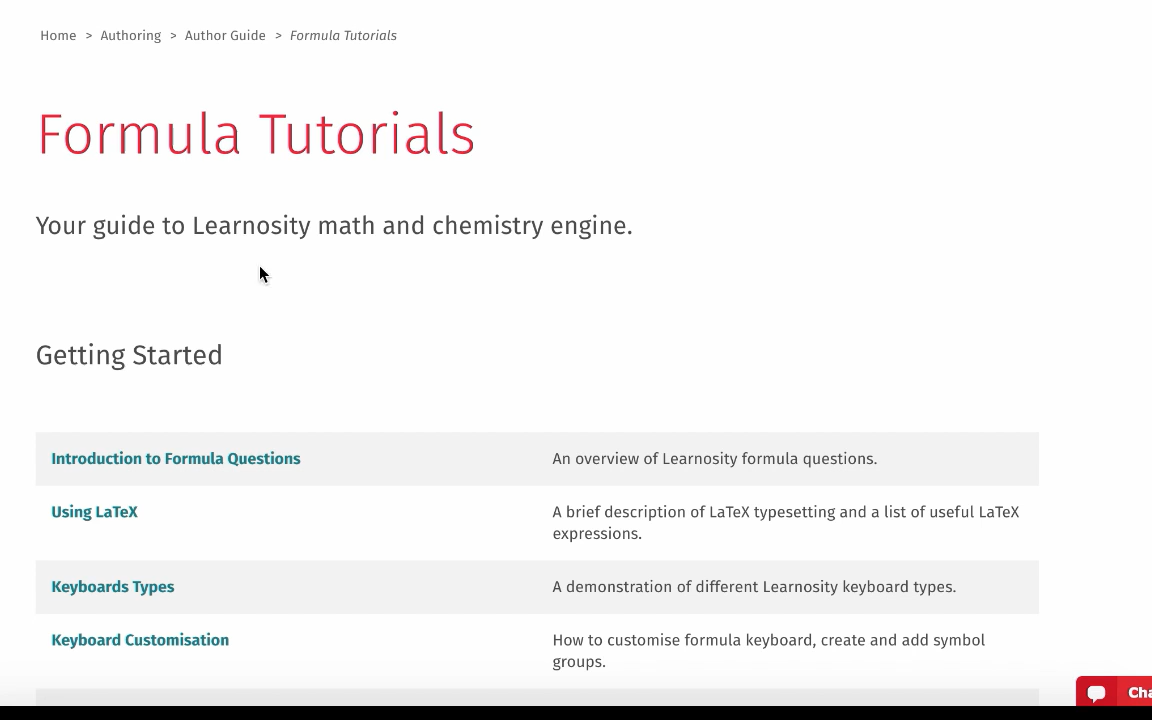 Home > Authoring > Author Guide > Formula Tutorials
Formula Tutorials
Your guide to Learnosity math and chemistry engine.
Getting Started
Introduction to Formula Questions An overview of Learnosity formula questions.
Using LaTeX A brief description of LaTeX typesetting and a list of useful LaTeX
expressions.
Keyboards Types A demonstration of different Learnosity keyboard types.
Keyboard Customisation How to customise formula keyboard, create and add symbol
groups.